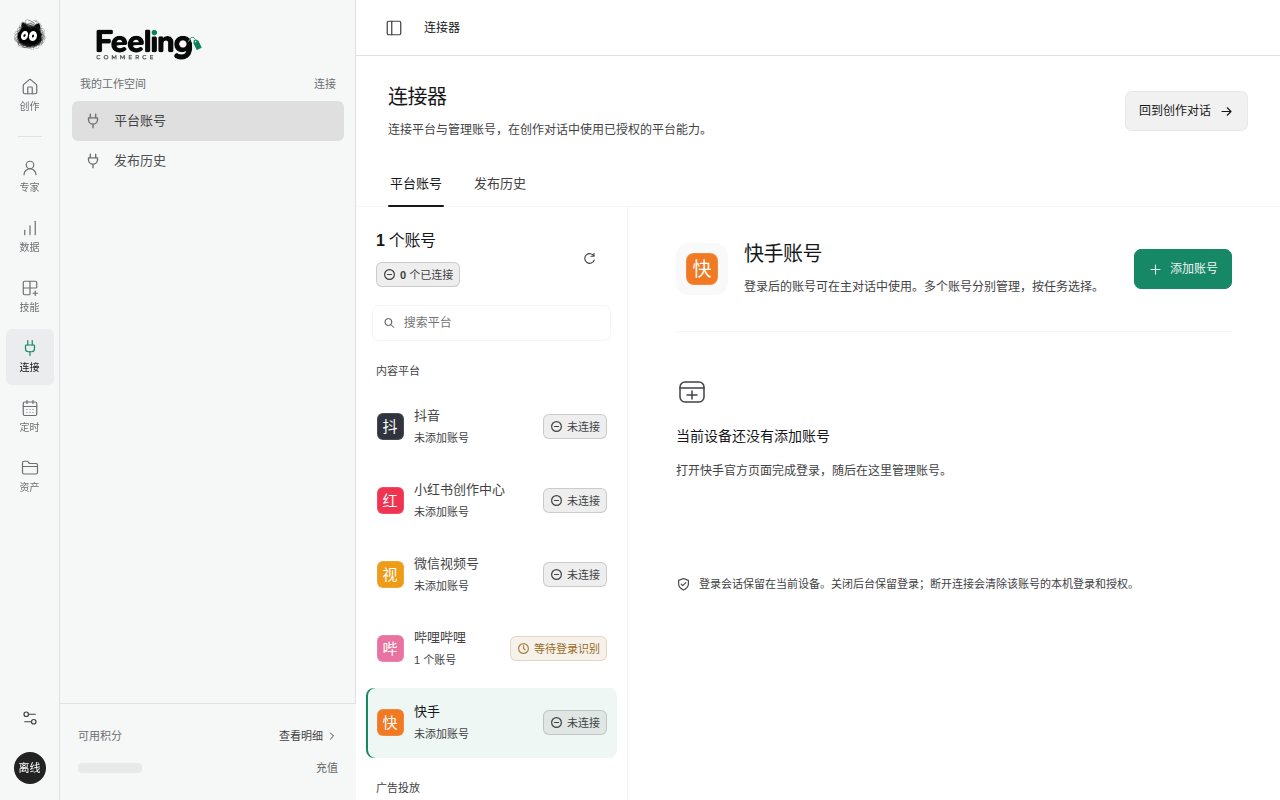 创作
专家
数据
技能
连接
定时
资产
离线
Feeling
COMMERCE
我的工作空间
连接
平台账号
发布历史
可用积分
查看明细
充值
连接器
连接器
连接平台与管理账号，在创作对话中使用已授权的平台能力。
回到创作对话
平台账号
发布历史
1 个账号
0 个已连接
搜索平台
内容平台
抖
抖音
未添加账号
未连接
红
小红书创作中心
未添加账号
未连接
视
微信视频号
未添加账号
未连接
哔
哔哩哔哩
1 个账号
等待登录识别
快
快手
未添加账号
未连接
广告投放
快
快手账号
登录后的账号可在主对话中使用。多个账号分别管理，按任务选择。
添加账号
当前设备还没有添加账号
打开快手官方页面完成登录，随后在这里管理账号。
登录会话保留在当前设备。关闭后台保留登录；断开连接会清除该账号的本机登录和授权。